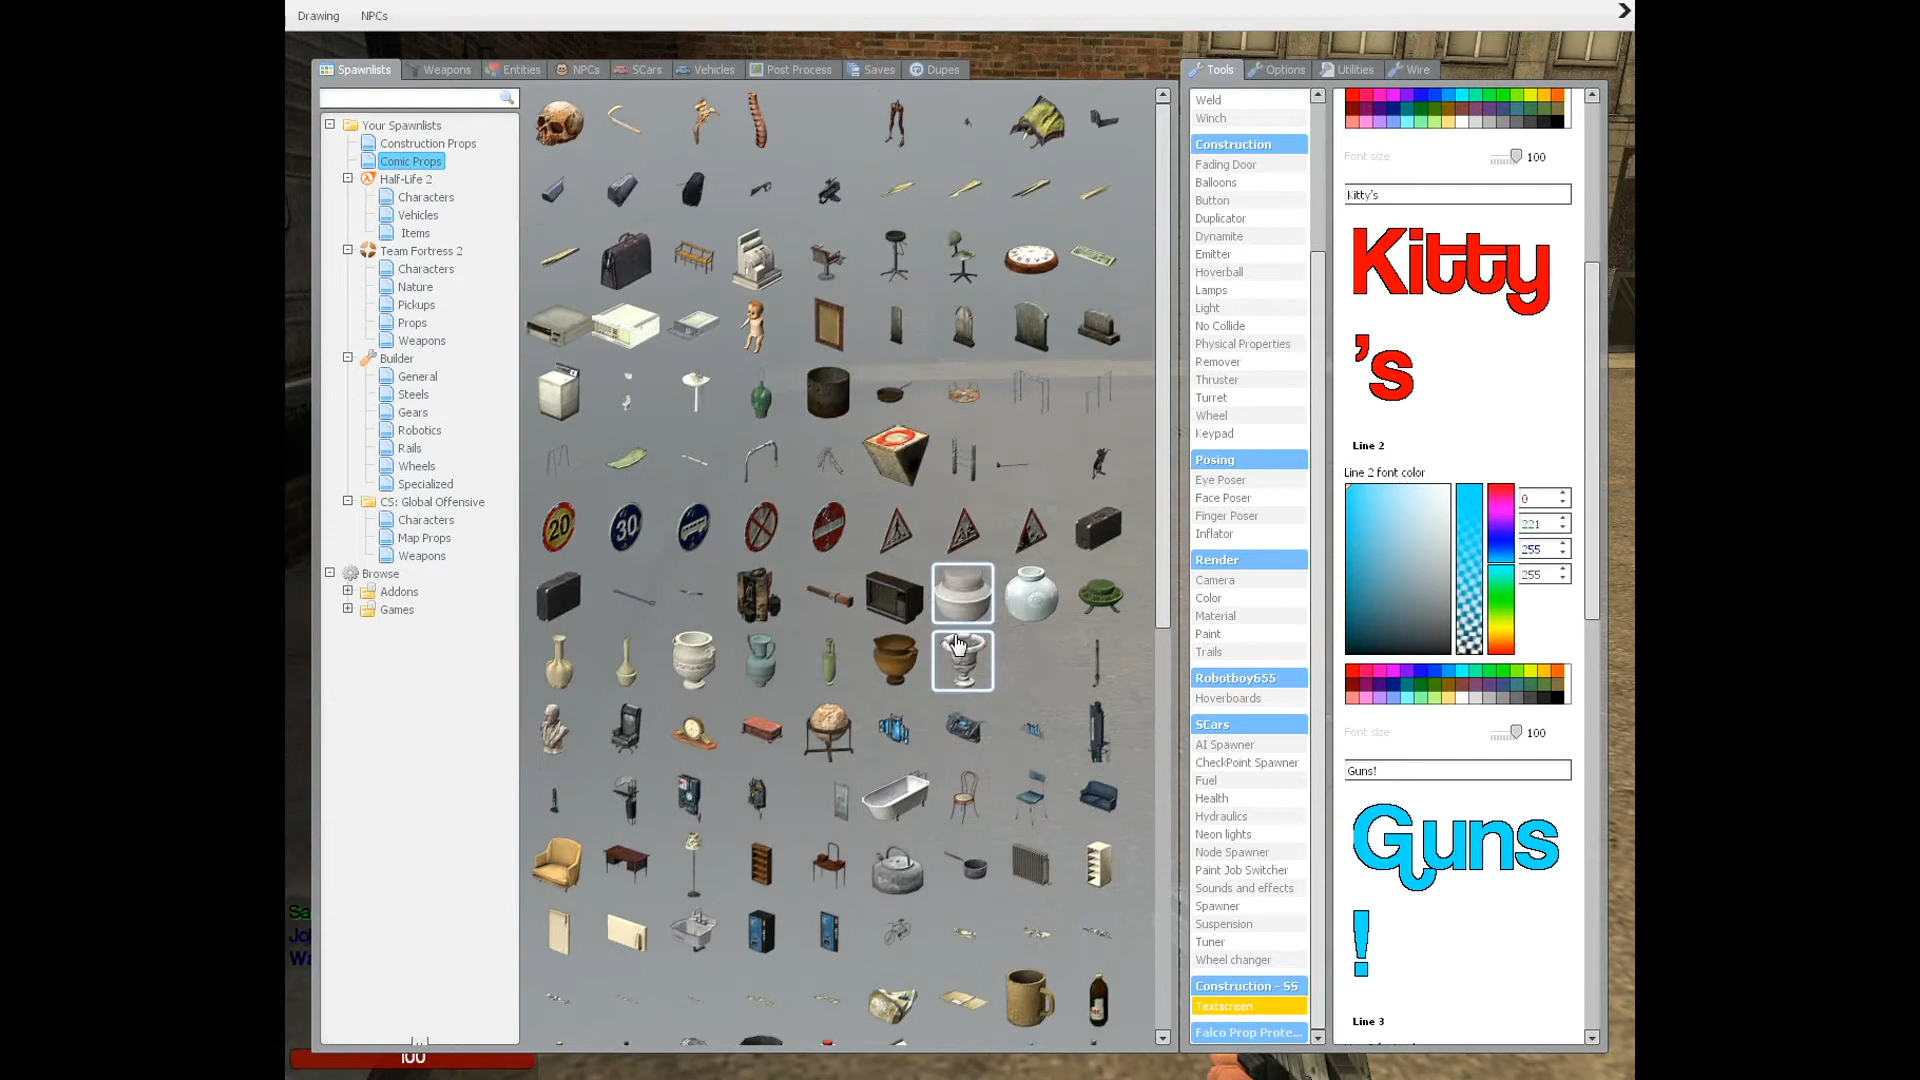 Drawing NPCs
Spawnlists Weapons Entities NPCs SCars Vehicles Post Process Saves Dupes
Tools Options Utilities Wire
Your Spawnlists
Construction Props
Comic Props
Half-Life 2
Characters
Vehicles
Items
Team Fortress 2
Characters
Nature
Pickups
Props
Weapons
Builder
General
Steels
Gears
Robotics
Rails
Wheels
Specialized
CS: Global Offensive
Characters
Map Props
Weapons
Browse
Addons
Games
20
30
100
Weld
Winch
Construction
Fading Door
Balloons
Button
Duplicator
Dynamite
Emitter
Hoverball
Lamps
Light
No Collide
Physical Properties
Remover
Thruster
Turret
Wheel
Keypad
Posing
Eye Poser
Face Poser
Finger Poser
Inflator
Render
Camera
Color
Material
Paint
Trails
Robotboy655
Hoverboards
SCars
AI Spawner
CheckPoint Spawner
Fuel
Health
Hydraulics
Neon lights
Node Spawner
Paint Job Switcher
Sounds and effects
Spawner
Suspension
Tuner
Wheel changer
Construction - SS
Textscreen
Falco Prop Prote...
Font size 100
Kitty's
Kitty
's
Line 2
Line 2 font color
0
221
255
255
Font size 100
Guns!
Guns
!
Line 3